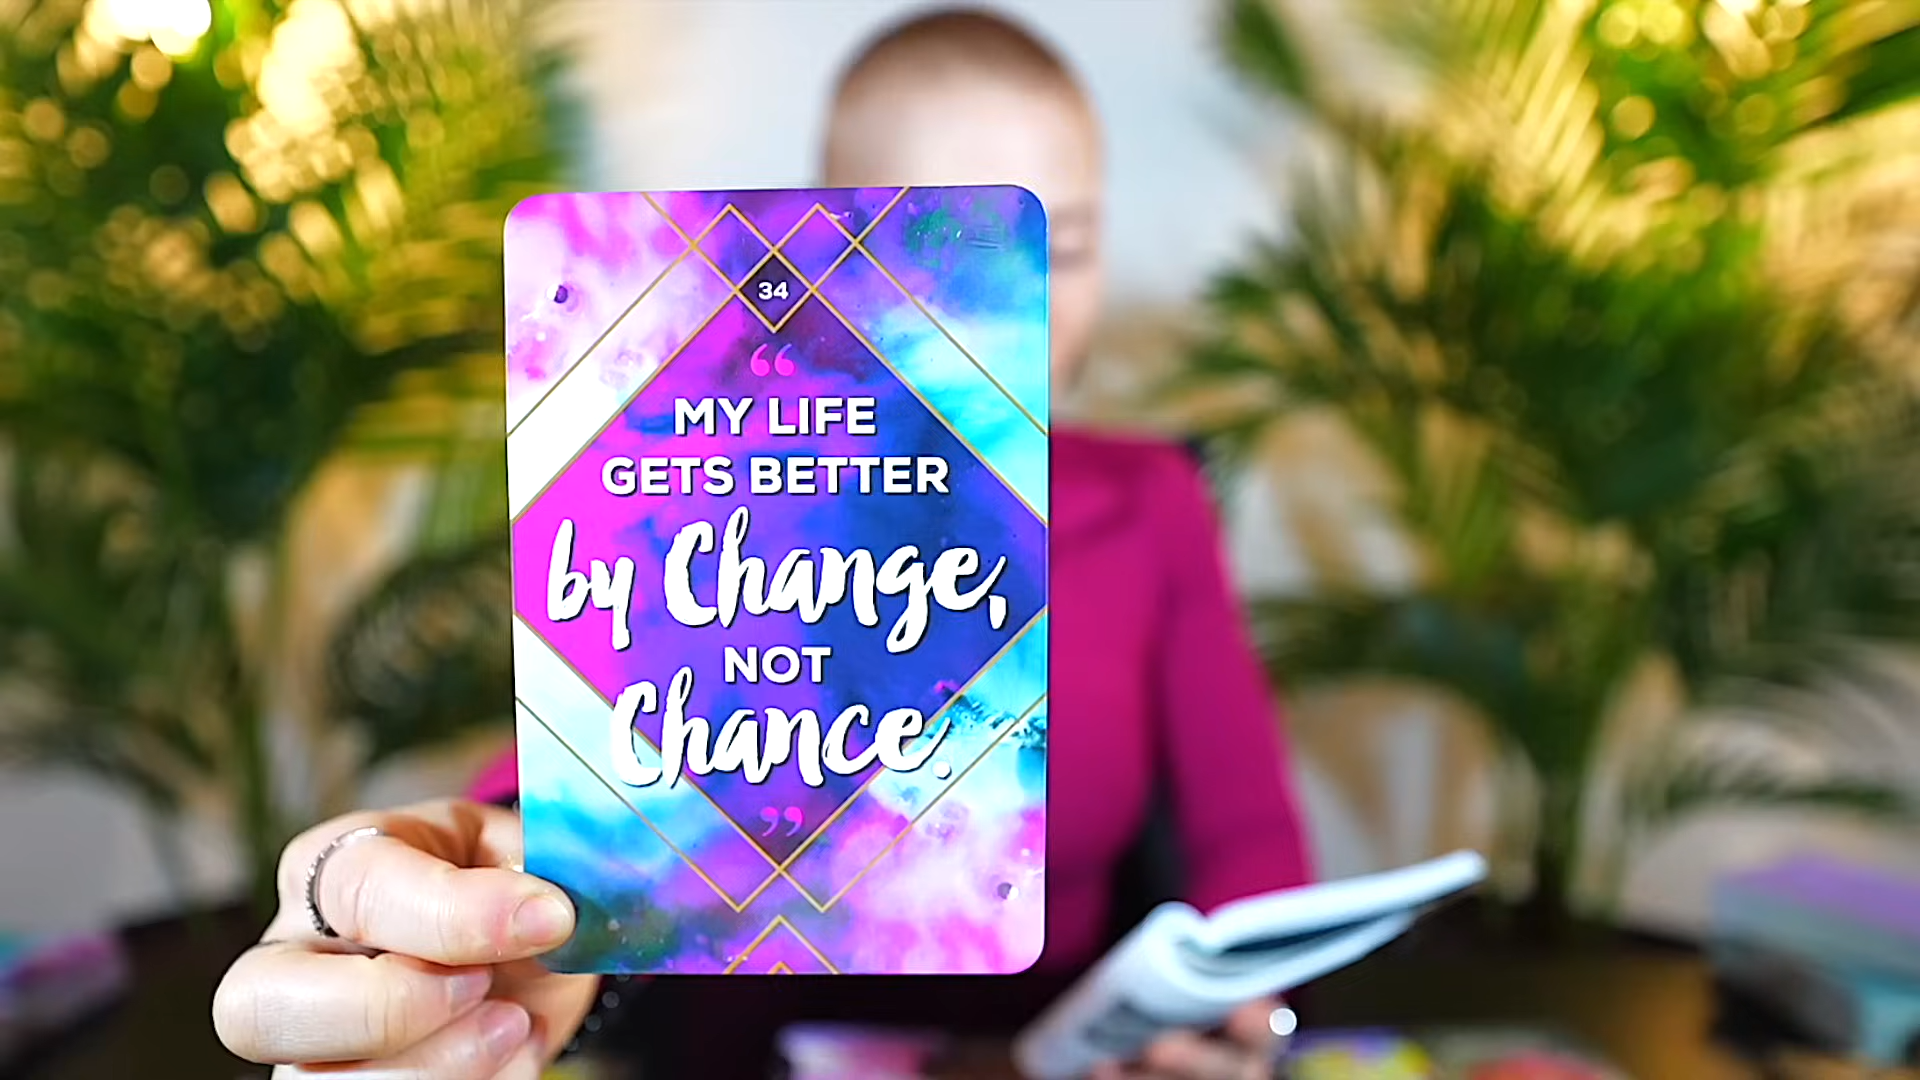 34
“
MY LIFE
GETS BETTER
by Change,
NOT
Chance.
”